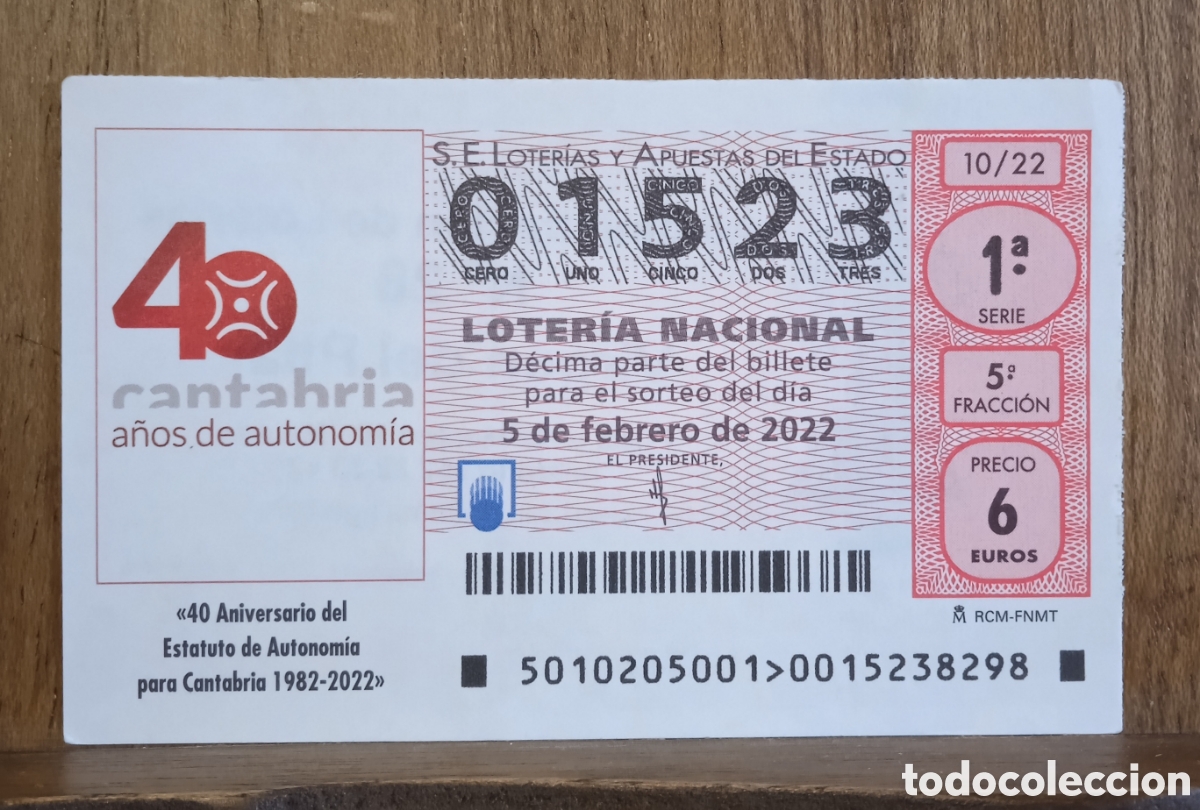 40
cantabria
años de autonomía
«40 Aniversario del
Estatuto de Autonomía
para Cantabria 1982-2022»
S. E. LOTERÍAS Y APUESTAS DEL ESTADO
01523
CERO UNO CINCO DOS TRES
LOTERÍA NACIONAL
Décima parte del billete
para el sorteo del día
5 de febrero de 2022
EL PRESIDENTE,
10/22
1ª
SERIE
5ª
FRACCIÓN
PRECIO
6
EUROS
RCM-FNMT
5010205001>0015238298
todocoleccion